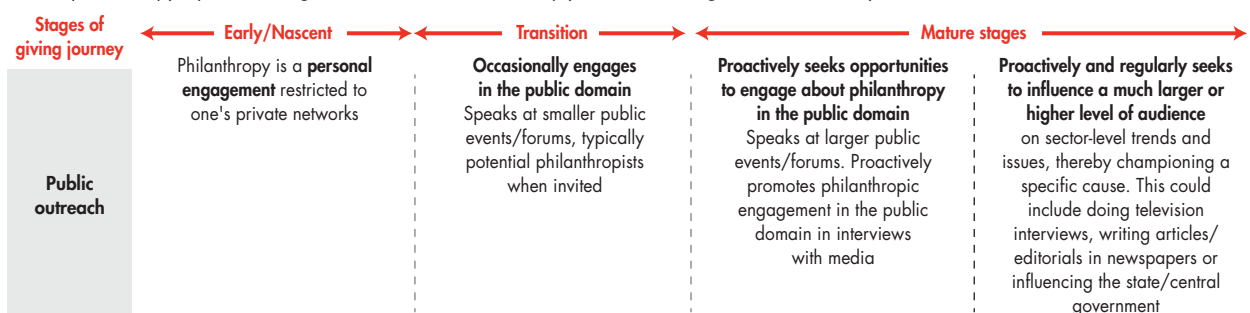 Stages of
giving journey
Early/Nascent
Transition
Mature stages
Public
outreach
Philanthropy is a personal
engagement restricted to
one's private networks
Occasionally engages
in the public domain
Speaks at smaller public
events/forums, typically
potential philanthropists
when invited
Proactively seeks opportunities
to engage about philanthropy
in the public domain
Speaks at larger public
events/forums. Proactively
promotes philanthropic
engagement in the public
domain in interviews
with media
Proactively and regularly seeks
to influence a much larger or
higher level of audience
on sector-level trends and
issues, thereby championing a
specific cause. This could
include doing television
interviews, writing articles/
editorials in newspapers or
influencing the state/central
government